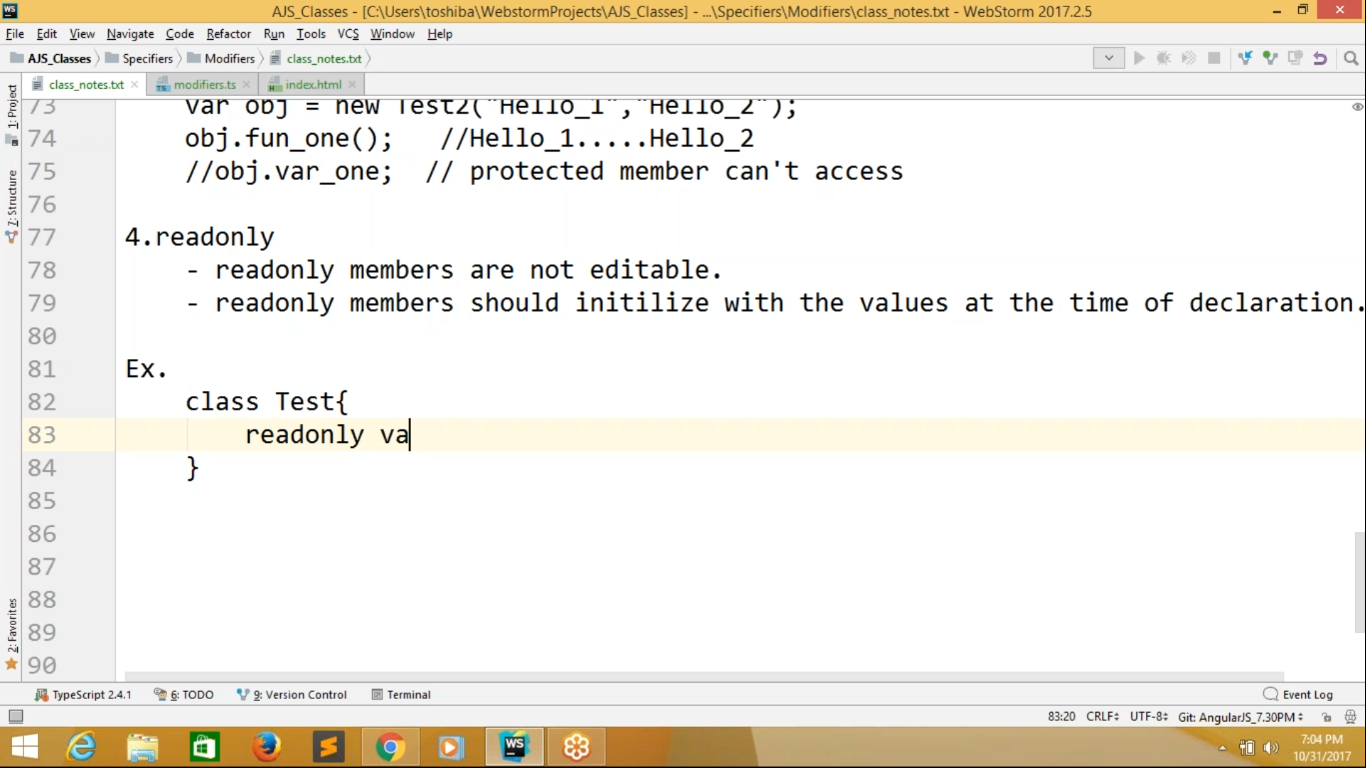 AJS_Classes - [C:\Users\toshiba\WebstormProjects\AJS_Classes] - ...\Specifiers\Modifiers\class_notes.txt - WebStorm 2017.2.5
File Edit View Navigate Code Refactor Run Tools VCS Window Help
AJS_Classes Specifiers Modifiers class_notes.txt
class_notes.txt modifiers.ts index.html
1: Project
7: Structure
2: Favorites
73 var obj = new Test2("Hello_1","Hello_2");
74 obj.fun_one(); //Hello_1.....Hello_2
75 //obj.var_one; // protected member can't access
76
77 4.readonly
78 - readonly members are not editable.
79 - readonly members should initilize with the values at the time of declaration.
80
81 Ex.
82 class Test{
83 readonly va
84 }
85
86
87
88
89
90
TypeScript 2.4.1 6: TODO 9: Version Control Terminal Event Log
83:20 CRLF UTF-8 Git: AngularJS_7.30PM
WS
7:04 PM
10/31/2017